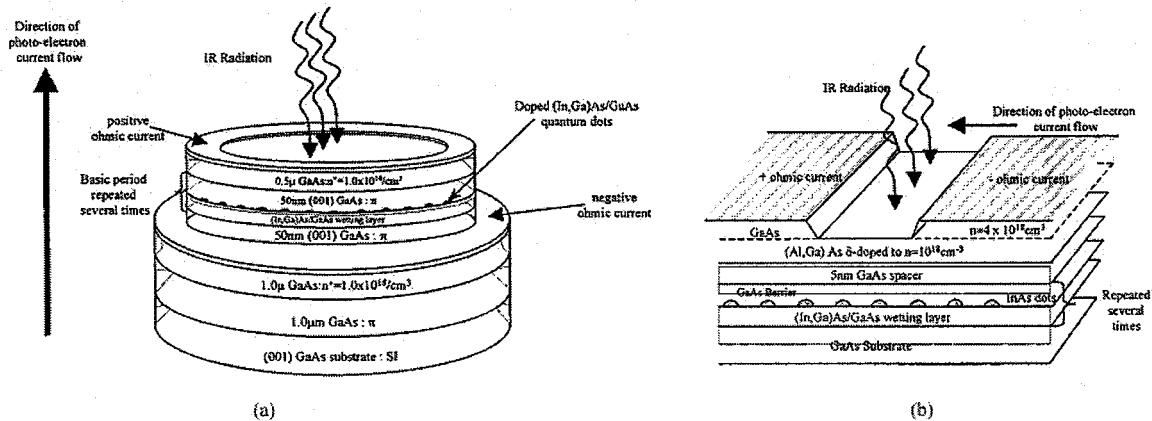 Direction of
photo-electron
current flow
IR Radiation
positive
ohmic current
Doped (In,Ga)As/GaAs
quantum dots
Basic period
repeated
several times
negative
ohmic current
0.5μ GaAs:n⁺=1.0x10¹⁸/cm³
50nm (001) GaAs : π
(In,Ga)As/GaAs wetting layer
50nm (001) GaAs : π
1.0μ GaAs:n⁺=1.0x10¹⁸/cm³
1.0μm GaAs : π
(001) GaAs substrate : SI
(a)
IR Radiation
Direction of photo-electron
current flow
+ ohmic current
- ohmic current
GaAs
n=4 x 10¹⁸cm³
(Al,Ga) As δ-doped to n=10¹⁸cm⁻³
5nm GaAs spacer
GaAs Barrier
InAs dots
(In,Ga)As/GaAs wetting layer
GaAs Substrate
Repeated
several
times
(b)